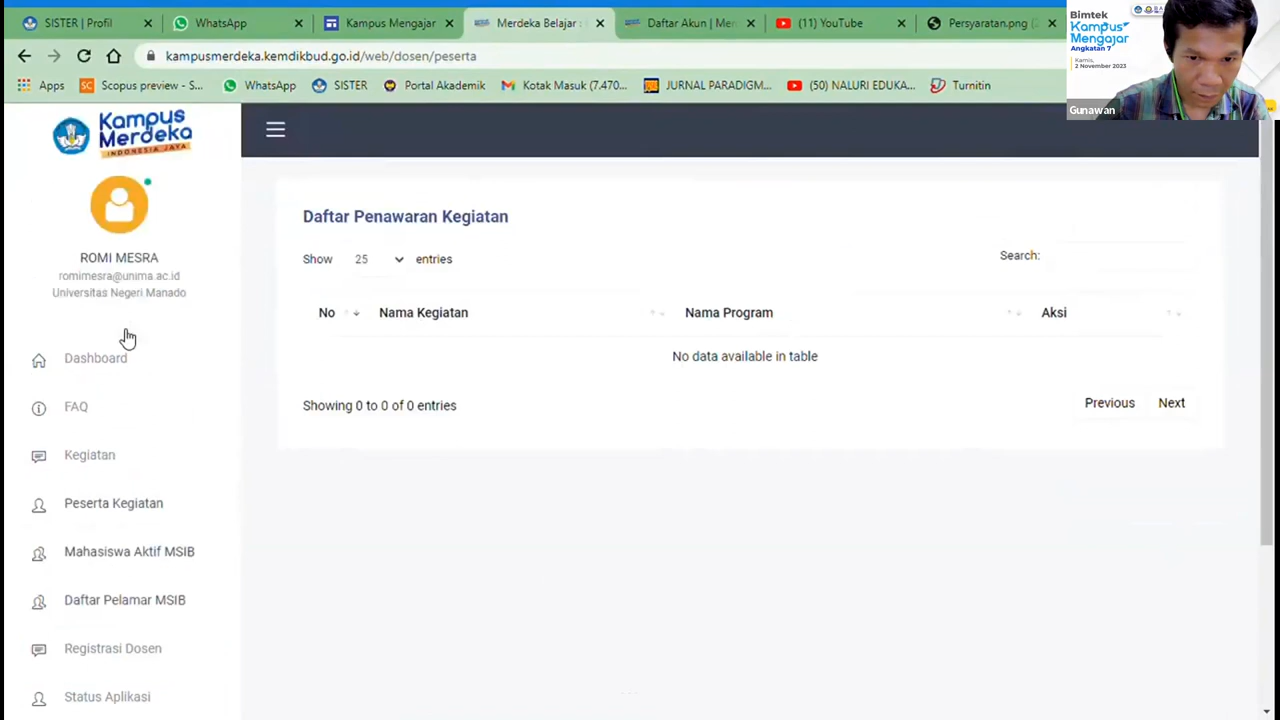 SISTER | Profil
WhatsApp
Kampus Mengajar
Merdeka Belajar :
Daftar Akun | Mer
(11) YouTube
Persyaratan.png (2
kampusmerdeka.kemdikbud.go.id/web/dosen/peserta
Apps
Scopus preview - S...
WhatsApp
SISTER
Portal Akademik
Kotak Masuk (7.470...
JURNAL PARADIGM...
(50) NALURI EDUKA...
Turnitin
Bimtek
Kampus
Mengajar
Angkatan 7
Kamis,
2 November 2023
Gunawan
Kampus
Merdeka
INDONESIA JAYA
ROMI MESRA
romimesra@unima.ac.id
Universitas Negeri Manado
Dashboard
FAQ
Kegiatan
Peserta Kegiatan
Mahasiswa Aktif MSIB
Daftar Pelamar MSIB
Registrasi Dosen
Status Aplikasi
Daftar Penawaran Kegiatan
Show 25 entries
Search:
No Nama Kegiatan Nama Program Aksi
No data available in table
Showing 0 to 0 of 0 entries
Previous Next